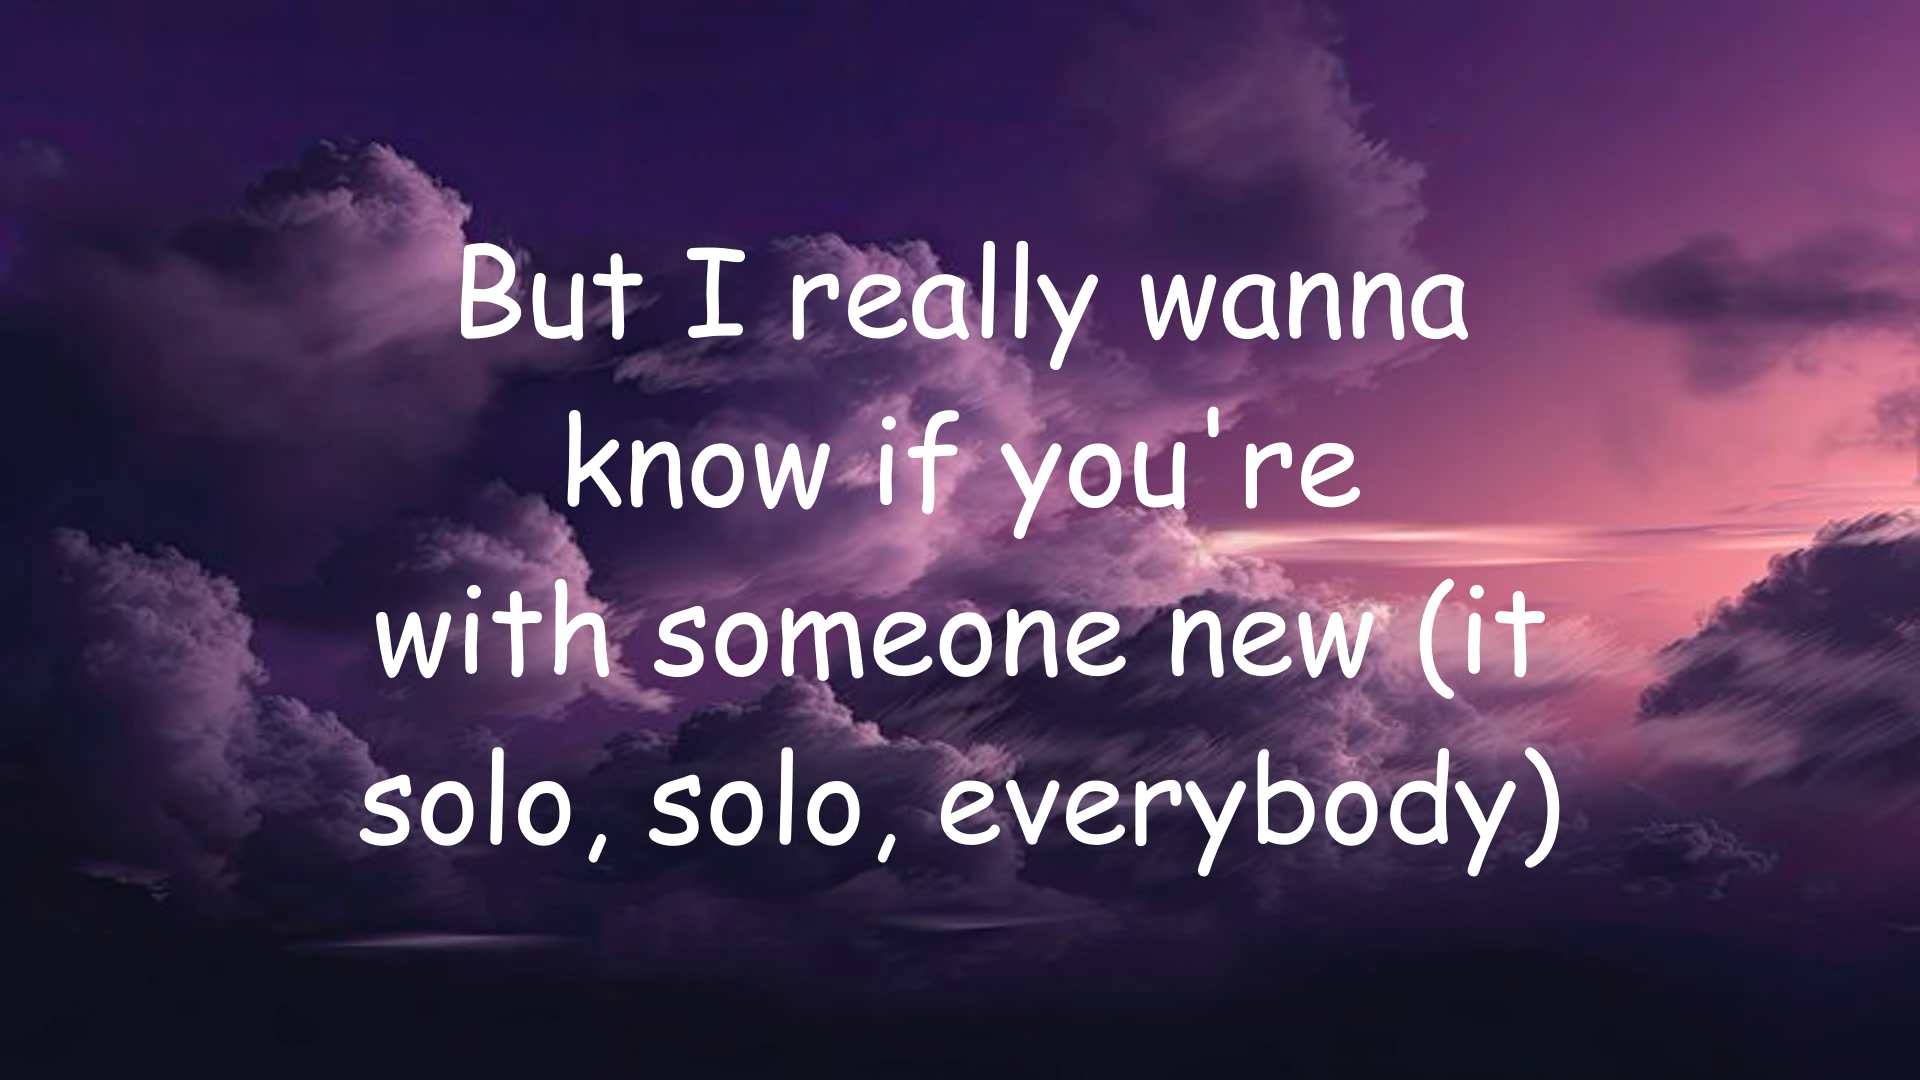 But I really wanna
know if you're
with someone new (it
solo, solo, everybody)